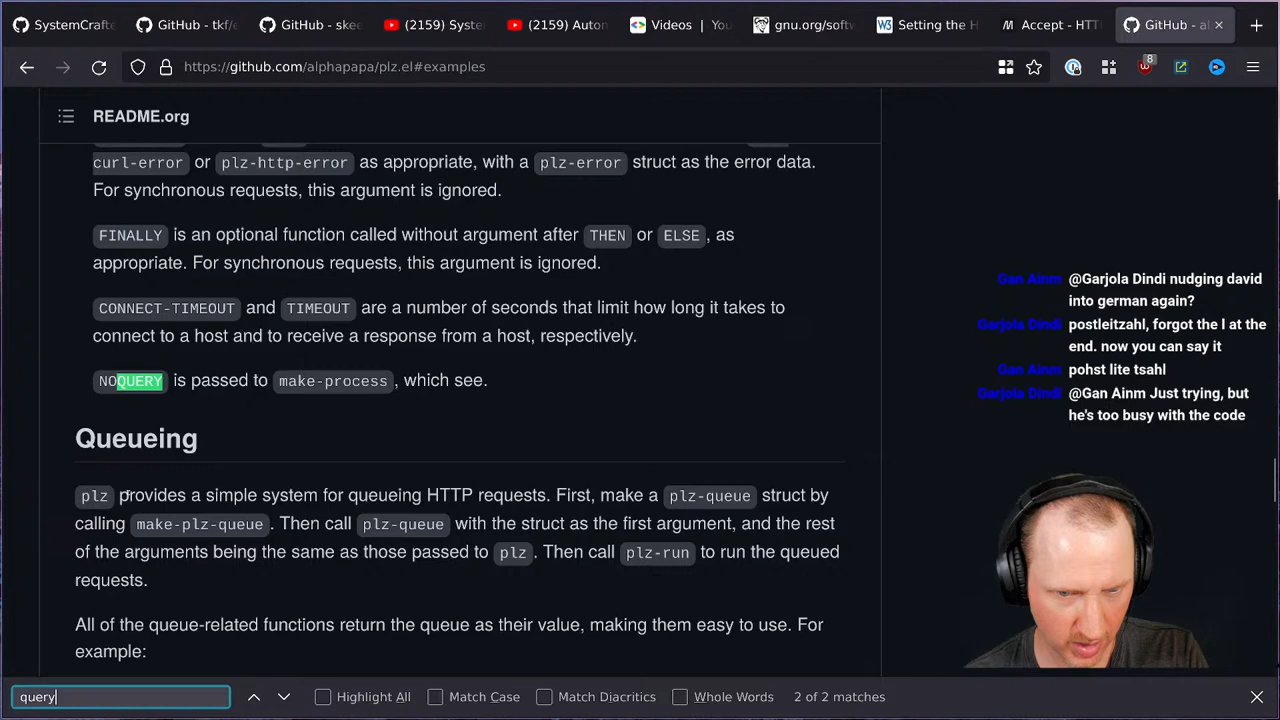 SystemCrafte
GitHub - tkf/e
GitHub - skee
(2159) Syste
(2159) Auton
Videos | You
gnu.org/softw
Setting the H
Accept - HTT
GitHub - al
https://github.com/alphapapa/plz.el#examples
8
README.org
curl-error or plz-http-error as appropriate, with a plz-error struct as the error data.
For synchronous requests, this argument is ignored.
FINALLY is an optional function called without argument after THEN or ELSE, as
appropriate. For synchronous requests, this argument is ignored.
CONNECT-TIMEOUT and TIMEOUT are a number of seconds that limit how long it takes to
connect to a host and to receive a response from a host, respectively.
NOQUERY is passed to make-process, which see.
Queueing
plz provides a simple system for queueing HTTP requests. First, make a plz-queue struct by
calling make-plz-queue. Then call plz-queue with the struct as the first argument, and the rest
of the arguments being the same as those passed to plz. Then call plz-run to run the queued
requests.
All of the queue-related functions return the queue as their value, making them easy to use. For
example:
Gan Ainm @Garjola Dindi nudging david
into german again?
Garjola Dindi postleitzahl, forgot the l at the
end. now you can say it
Gan Ainm pohst lite tsahl
Garjola Dindi @Gan Ainm Just trying, but
he's too busy with the code
query
Highlight All
Match Case
Match Diacritics
Whole Words
2 of 2 matches